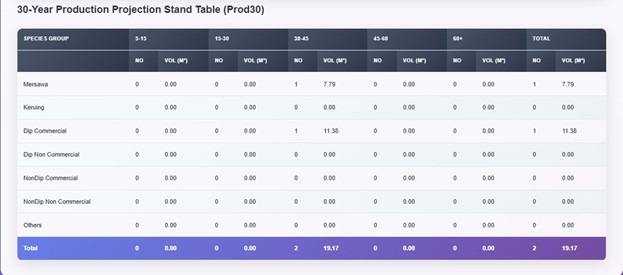 30-Year Production Projection Stand Table (Prod30)
SPECIES GROUP 5-15 15-30 30-45 45-60 60+ TOTAL
NO VOL (M³) NO VOL (M³) NO VOL (M³) NO VOL (M³) NO VOL (M³) NO VOL (M³)
Mersawa 0 0.00 0 0.00 1 7.79 0 0.00 0 0.00 1 7.79
Keruing 0 0.00 0 0.00 0 0.00 0 0.00 0 0.00 0 0.00
Dip Commercial 0 0.00 0 0.00 1 11.38 0 0.00 0 0.00 1 11.38
Dip Non Commercial 0 0.00 0 0.00 0 0.00 0 0.00 0 0.00 0 0.00
NonDip Commercial 0 0.00 0 0.00 0 0.00 0 0.00 0 0.00 0 0.00
NonDip Non Commercial 0 0.00 0 0.00 0 0.00 0 0.00 0 0.00 0 0.00
Others 0 0.00 0 0.00 0 0.00 0 0.00 0 0.00 0 0.00
Total 0 0.00 0 0.00 2 19.17 0 0.00 0 0.00 2 19.17